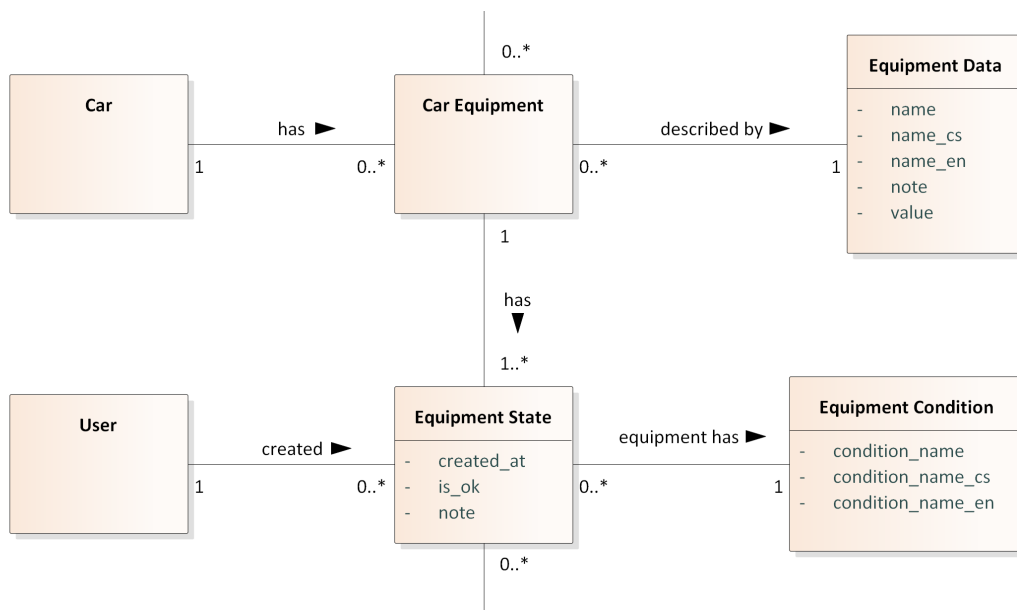 0..*
Car
has
1
0..*
Car Equipment
described by
0..*
1
Equipment Data
- name
- name_cs
- name_en
- note
- value
1
has
1..*
User
created
1
0..*
Equipment State
- created_at
- is_ok
- note
equipment has
0..*
1
Equipment Condition
- condition_name
- condition_name_cs
- condition_name_en
0..*